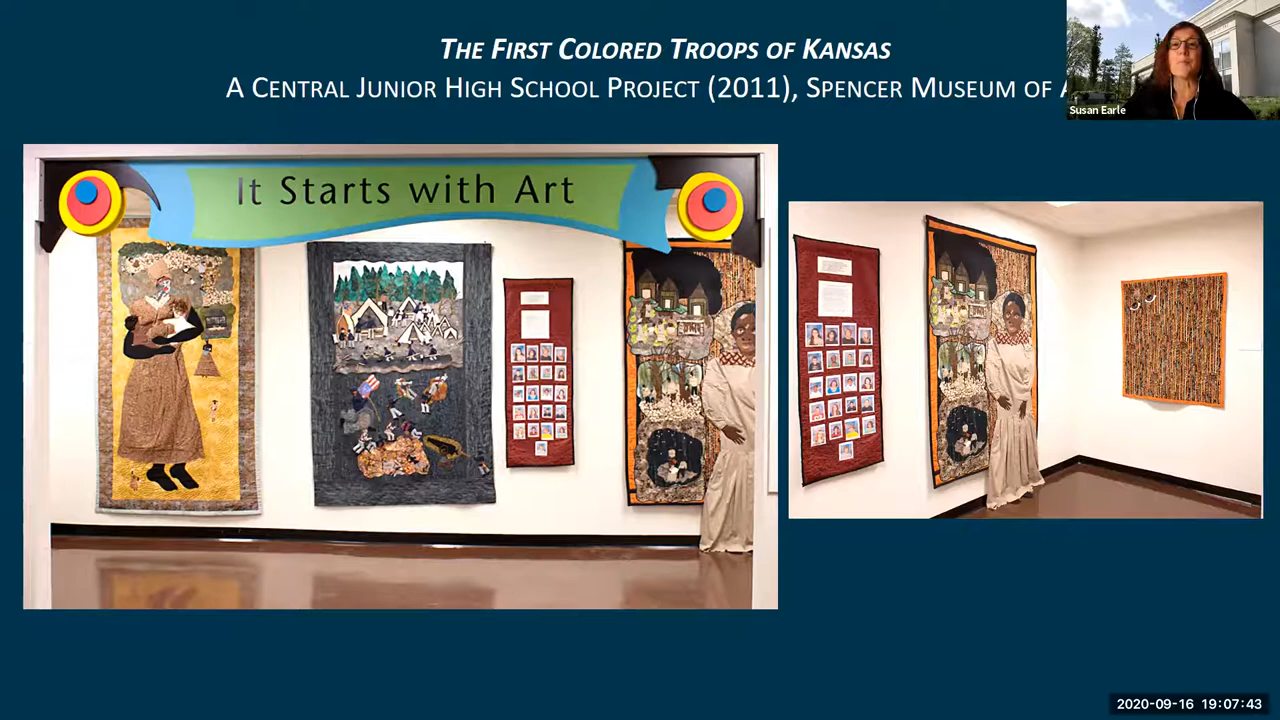 THE FIRST COLORED TROOPS OF KANSAS
A CENTRAL JUNIOR HIGH SCHOOL PROJECT (2011), SPENCER MUSEUM OF
Susan Earle
It Starts with Art
2020-09-16 19:07:43